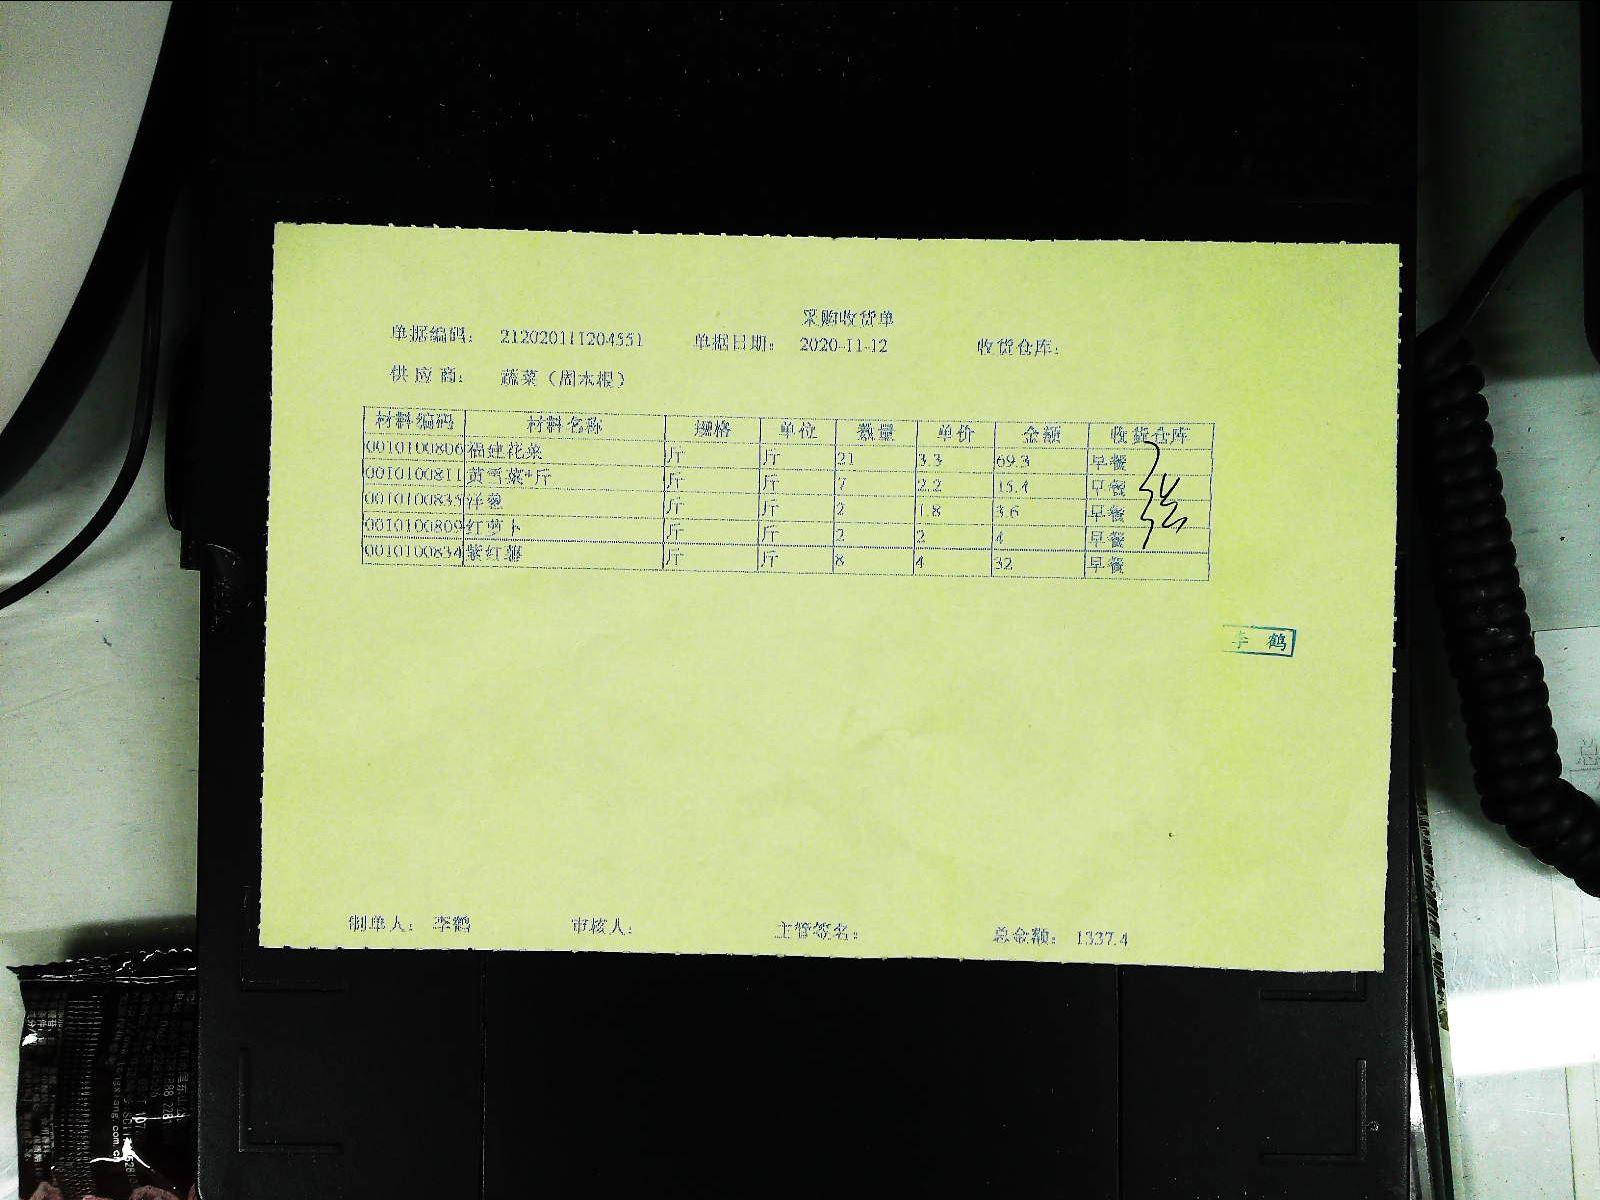 采购收货单
单据编码： 212020111204551 单据日期： 2020-11-12 收货仓库：
供应商： 蔬菜（周木根）
材料编码 材料名称 规格 单位 数量 单价 金额 收货仓库
0010100806 福建花菜 斤 斤 21 3.3 69.3 早餐
0010100811 黄雪菜+斤 斤 斤 7 2.2 15.4 早餐
0010100835 洋葱 斤 斤 2 1.8 3.6 早餐
0010100809 红萝卜 斤 斤 2 2 4 早餐
0010100834 紫红薯 斤 斤 8 4 32 早餐
李 鹤
制单人： 李鹤 审核人： 主管签名： 总金额： 1337.4